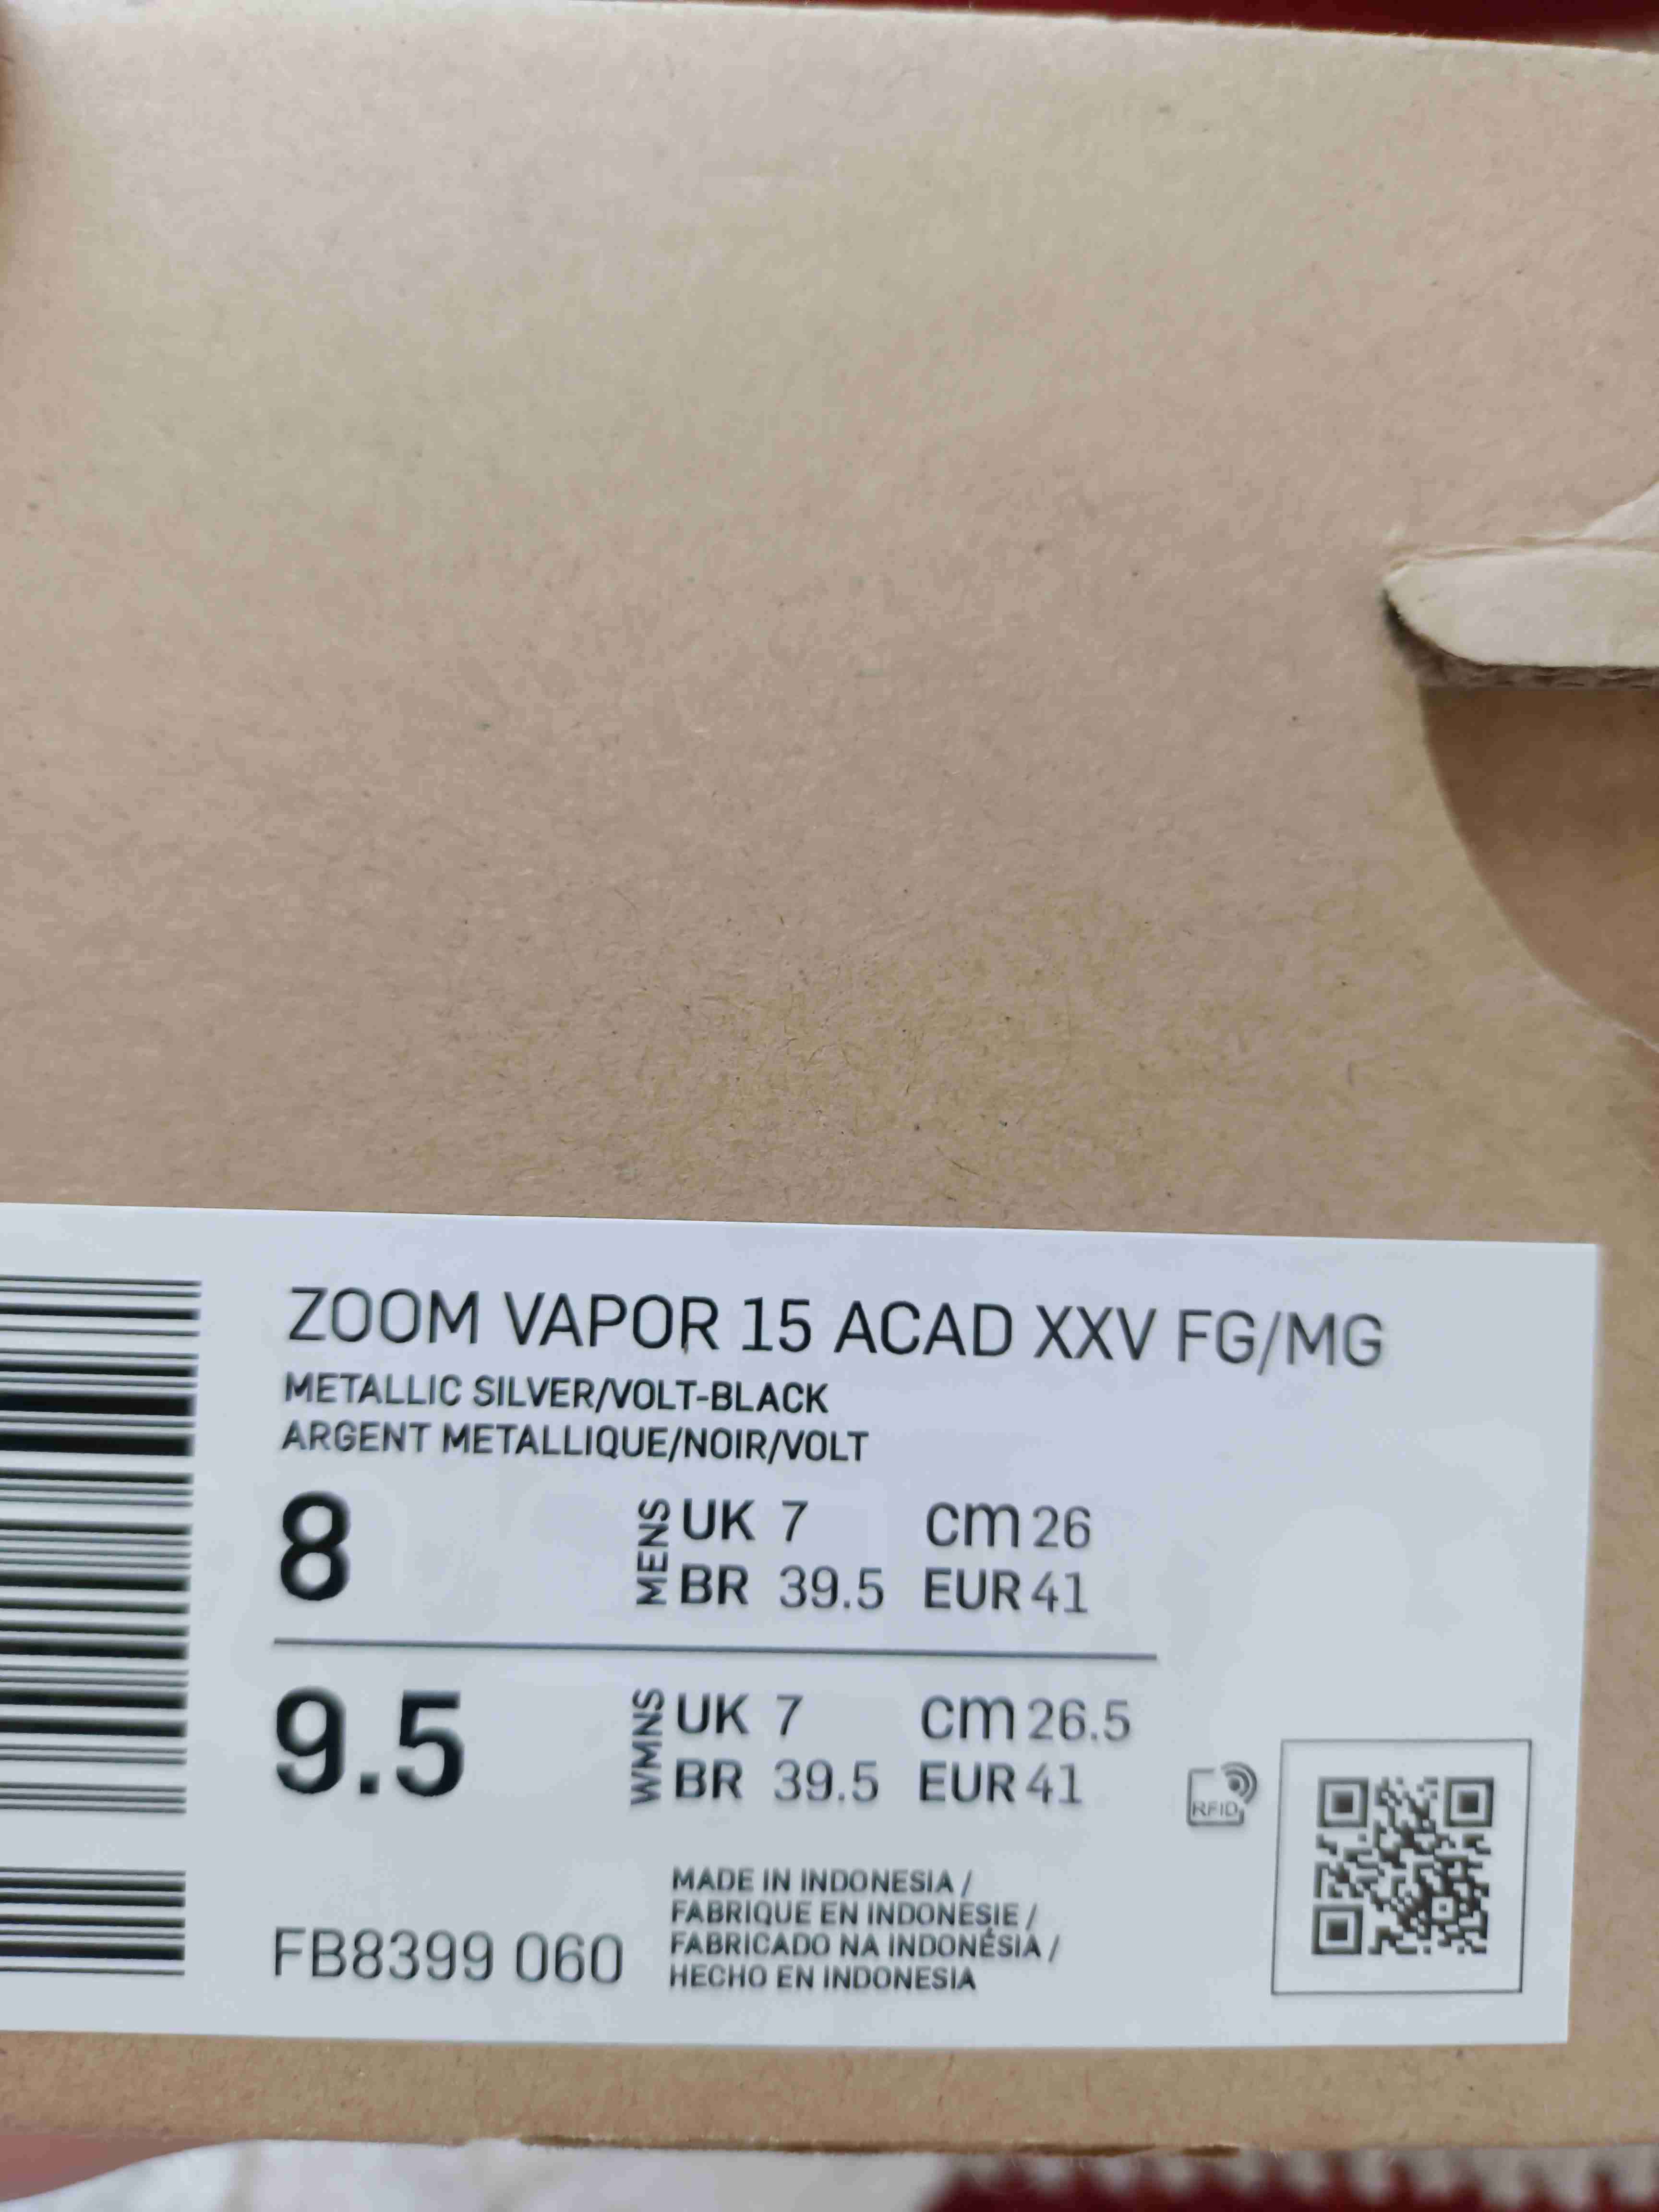 ZOOM VAPOR 15 ACAD XXV FG/MG
METALLIC SILVER/VOLT-BLACK
ARGENT METALLIQUE/NOIR/VOLT
8 MENS UK 7 cm 26
BR 39.5 EUR 41
9.5 WMNS UK 7 cm 26.5
BR 39.5 EUR 41
RFID
FB8399 060
MADE IN INDONESIA /
FABRIQUE EN INDONESIE /
FABRICADO NA INDONÉSIA /
HECHO EN INDONESIA